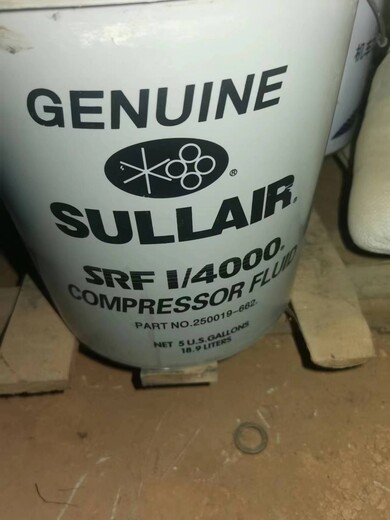 GENUINE
®
SULLAIR®
SRF 1/4000®
COMPRESSOR FLUID
PART NO.250019-662.
NET 5 U.S.GALLONS
18.9 LITERS